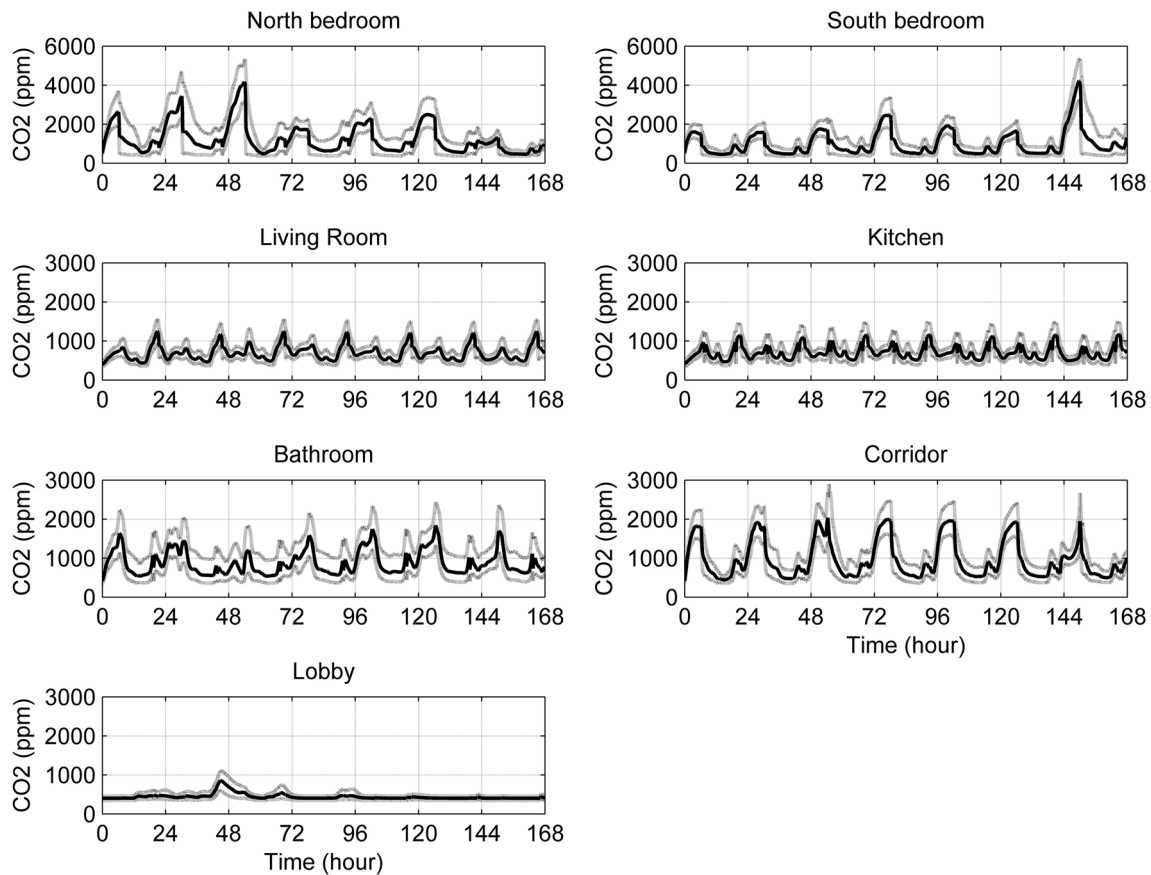 North bedroom
CO2 (ppm)
6000
4000
2000
0
0 24 48 72 96 120 144 168
South bedroom
CO2 (ppm)
6000
4000
2000
0
0 24 48 72 96 120 144 168
Living Room
CO2 (ppm)
3000
2000
1000
0
0 24 48 72 96 120 144 168
Kitchen
CO2 (ppm)
3000
2000
1000
0
0 24 48 72 96 120 144 168
Bathroom
CO2 (ppm)
3000
2000
1000
0
0 24 48 72 96 120 144 168
Corridor
CO2 (ppm)
3000
2000
1000
0
0 24 48 72 96 120 144 168
Time (hour)
Lobby
CO2 (ppm)
3000
2000
1000
0
0 24 48 72 96 120 144 168
Time (hour)